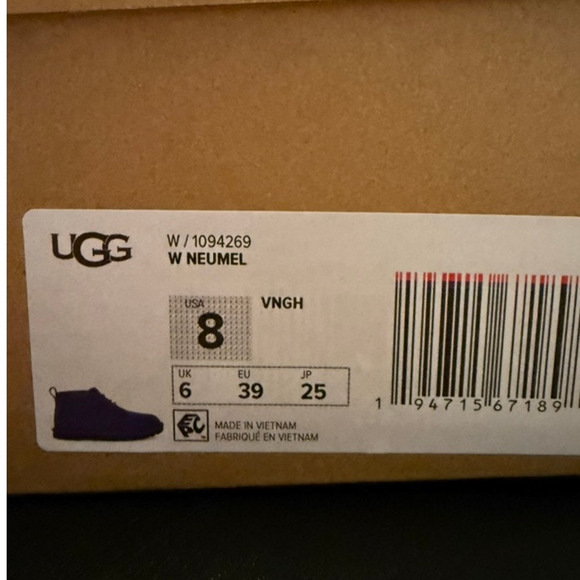 UGG
W / 1094269
W NEUMEL
USA
8
VNGH
UK EU JP
6 39 25
MADE IN VIETNAM
FABRIQUÉ EN VIETNAM
1 94715 67189